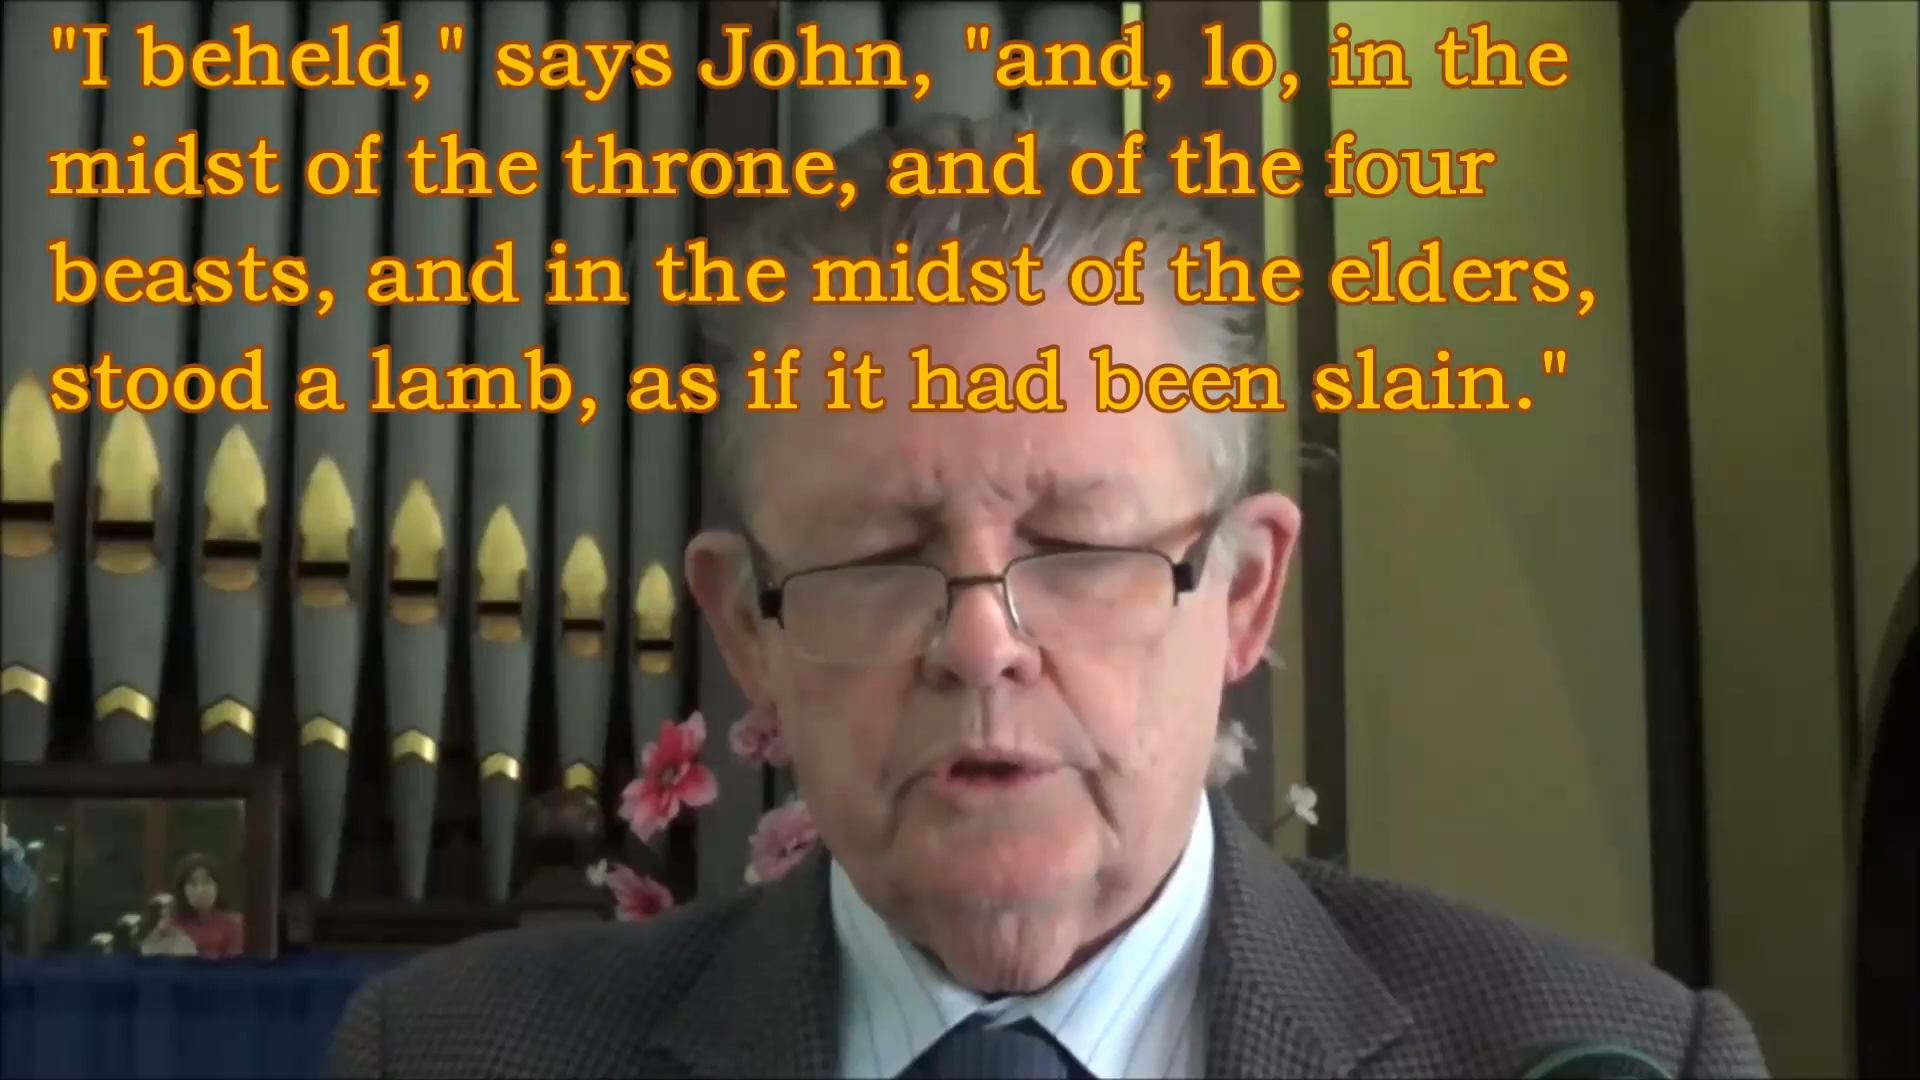 "I beheld," says John, "and, lo, in the
midst of the throne, and of the four
beasts, and in the midst of the elders,
stood a lamb, as if it had been slain."